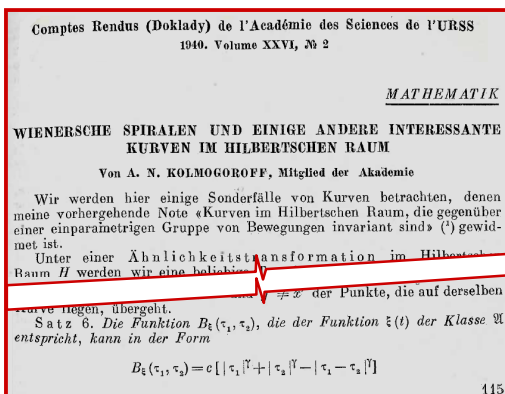 Comptes Rendus (Doklady) de l'Académie des Sciences de l'URSS
1940. Volume XXVI, № 2
MATHEMATIK
WIENERSCHE SPIRALEN UND EINIGE ANDERE INTERESSANTE
KURVEN IM HILBERTSCHEN RAUM
Von A. N. KOLMOGOROFF, Mitglied der Akademie
Wir werden hier einige Sonderfälle von Kurven betrachten, denen
meine vorhergehende Note «Kurven im Hilbertschen Raum, die gegenüber
einer einparametrigen Gruppe von Bewegungen invariant sind» (¹) gewid-
met ist.
Unter einer Ähnlichkeitstransformation im
Raum H werden wir eine
≠ x' der Punkte, die auf derselben
Kurve liegen, übergeht.
Satz 6. Die Funktion B_ξ(τ₁, τ₂), die der Funktion ξ(t) der Klasse 𝔄
entspricht, kann in der Form
B_ξ(τ₁, τ₂) = c [|τ₁|^γ + |τ₂|^γ − |τ₁ − τ₂|^γ]
115